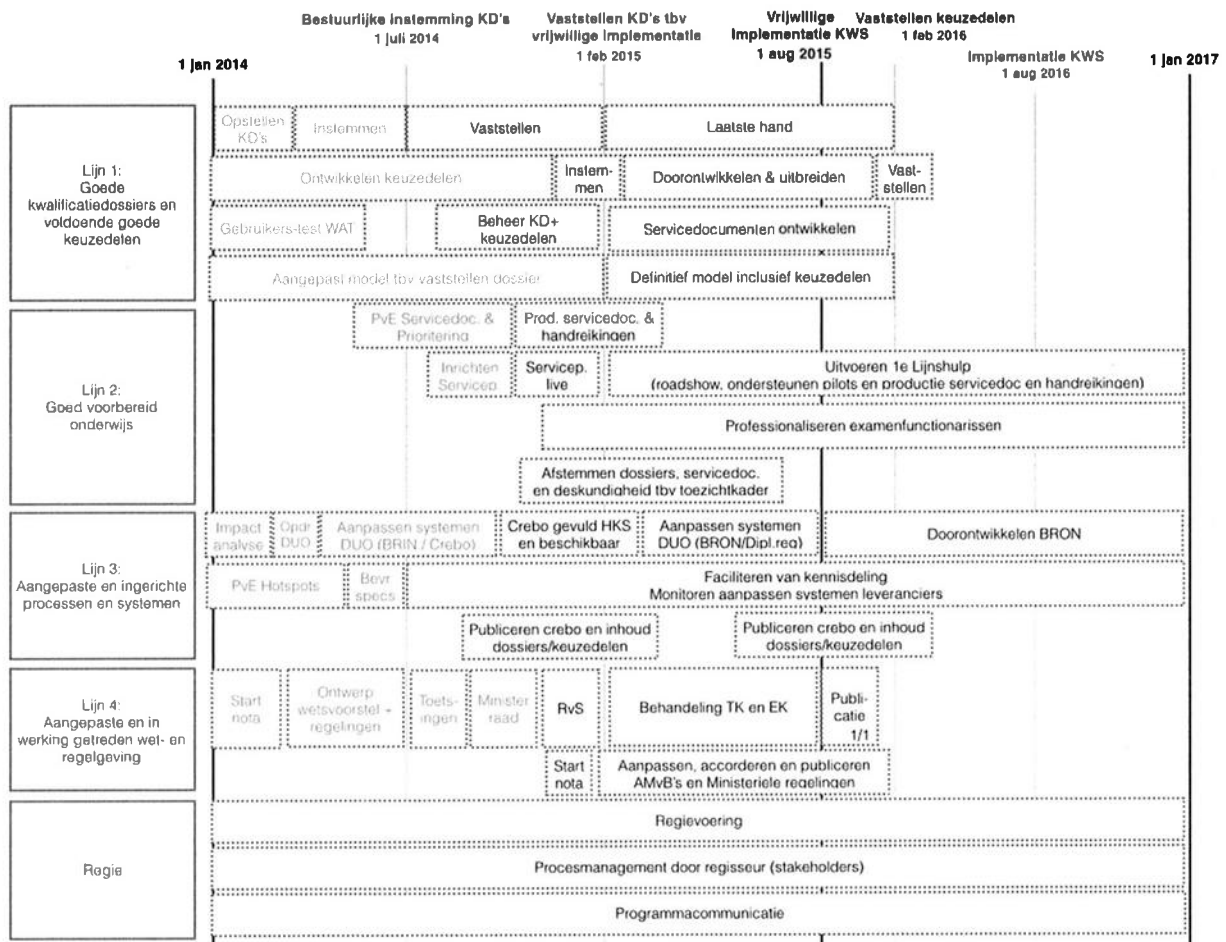 Bestuurlijke instemming KD's
1 juli 2014
Vaststellen KD's tbv
vrijwillige implementatie
1 feb 2015
Vrijwillige
Implementatie KWS
1 aug 2015
Vaststellen keuzedelen
1 feb 2016
Implementatie KWS
1 aug 2016
1 jan 2014
1 jan 2017
Lijn 1:
Goede
kwalificatiedossiers en
voldoende goede
keuzedelen
Opstellen
KD's
Instemmen
Vaststellen
Laatste hand
Ontwikkelen keuzedelen
Instem-
men
Doorontwikkelen & uitbreiden
Vast-
stellen
Gebruikers-test WAT
Beheer KD+
keuzedelen
Servicedocumenten ontwikkelen
Aangepast model tbv vaststellen dossier
Definitief model inclusief keuzedelen
Lijn 2:
Goed voorbereid
onderwijs
PvE Servicedoc. &
Prioritering
Prod. servicedoc. &
handreikingen
Inrichten
Servicep.
Servicep.
live
Uitvoeren 1e Lijnshulp
(roadshow, ondersteunen pilots en productie servicedoc en handreikingen)
Professionaliseren examenfunctionarissen
Afstemmen dossiers, servicedoc.
en deskundigheid tbv toezichtkader
Lijn 3:
Aangepaste en ingerichte
processen en systemen
Impact
analyse
Opdr
DUO
Aanpassen systemen
DUO (BRIN / Crebo)
Crebo gevuld HKS
en beschikbaar
Aanpassen systemen
DUO (BRON/Dipl.reg)
Doorontwikkelen BRON
PvE Hotspots
Bevr
specs
Faciliteren van kennisdeling
Monitoren aanpassen systemen leveranciers
Publiceren crebo en inhoud
dossiers/keuzedelen
Publiceren crebo en inhoud
dossiers/keuzedelen
Lijn 4:
Aangepaste en in
werking getreden wet- en
regelgeving
Start
nota
Ontwerp
wetsvoorstel -
regelingen
Toets-
ingen
Minister
raad
RvS
Behandeling TK en EK
Publi-
catie
1/1
Start
nota
Aanpassen, accorderen en publiceren
AMvB's en Ministeriele regelingen
Regie
Regievoering
Procesmanagement door regisseur (stakeholders)
Programmacommunicatie